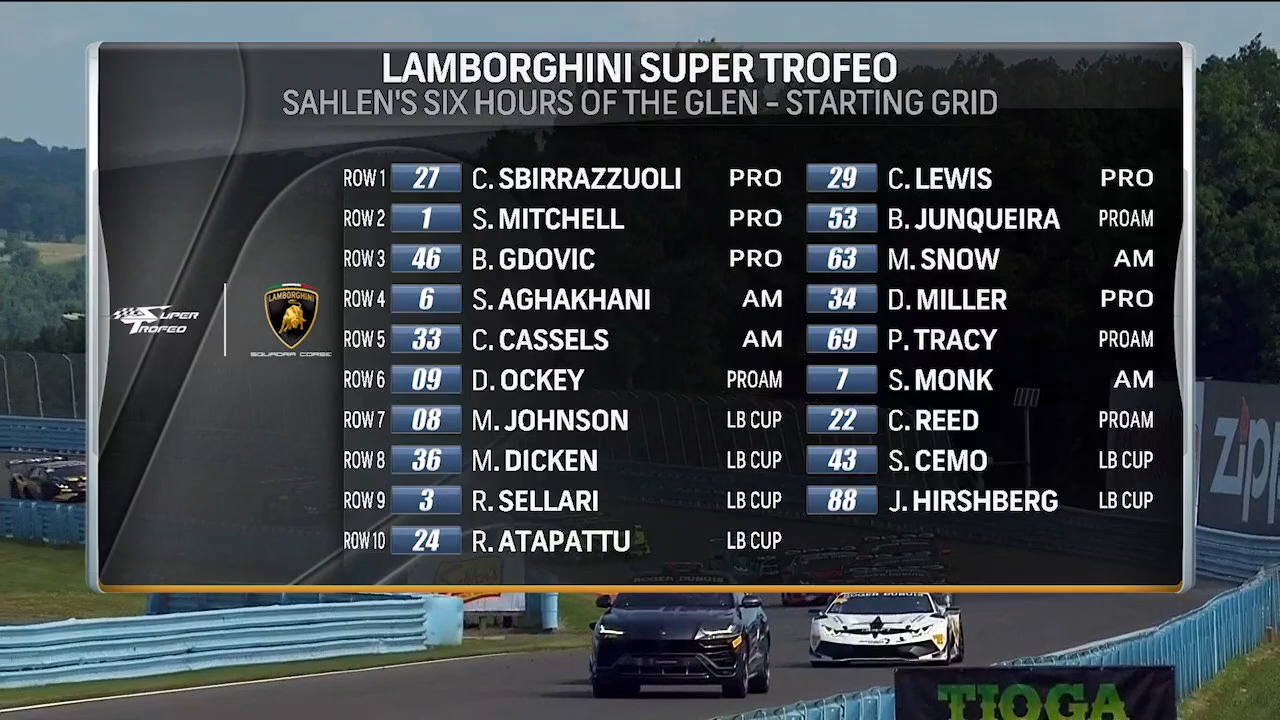 LAMBORGHINI SUPER TROFEO
SAHLEN'S SIX HOURS OF THE GLEN - STARTING GRID
ROW 1 27 C. SBIRRAZZUOLI PRO 29 C. LEWIS PRO
ROW 2 1 S. MITCHELL PRO 53 B. JUNQUEIRA PROAM
ROW 3 46 B. GDOVIC PRO 63 M. SNOW AM
ROW 4 6 S. AGHAKHANI AM 34 D. MILLER PRO
ROW 5 33 C. CASSELS AM 69 P. TRACY PROAM
ROW 6 09 D. OCKEY PROAM 7 S. MONK AM
ROW 7 08 M. JOHNSON LB CUP 22 C. REED PROAM
ROW 8 36 M. DICKEN LB CUP 43 S. CEMO LB CUP
ROW 9 3 R. SELLARI LB CUP 88 J. HIRSHBERG LB CUP
ROW 10 24 R. ATAPATTU LB CUP
SUPER TROFEO
LAMBORGHINI
SQUADRA CORSE
ROGER DUBUIS
ROGER DUBUIS
TIOGA